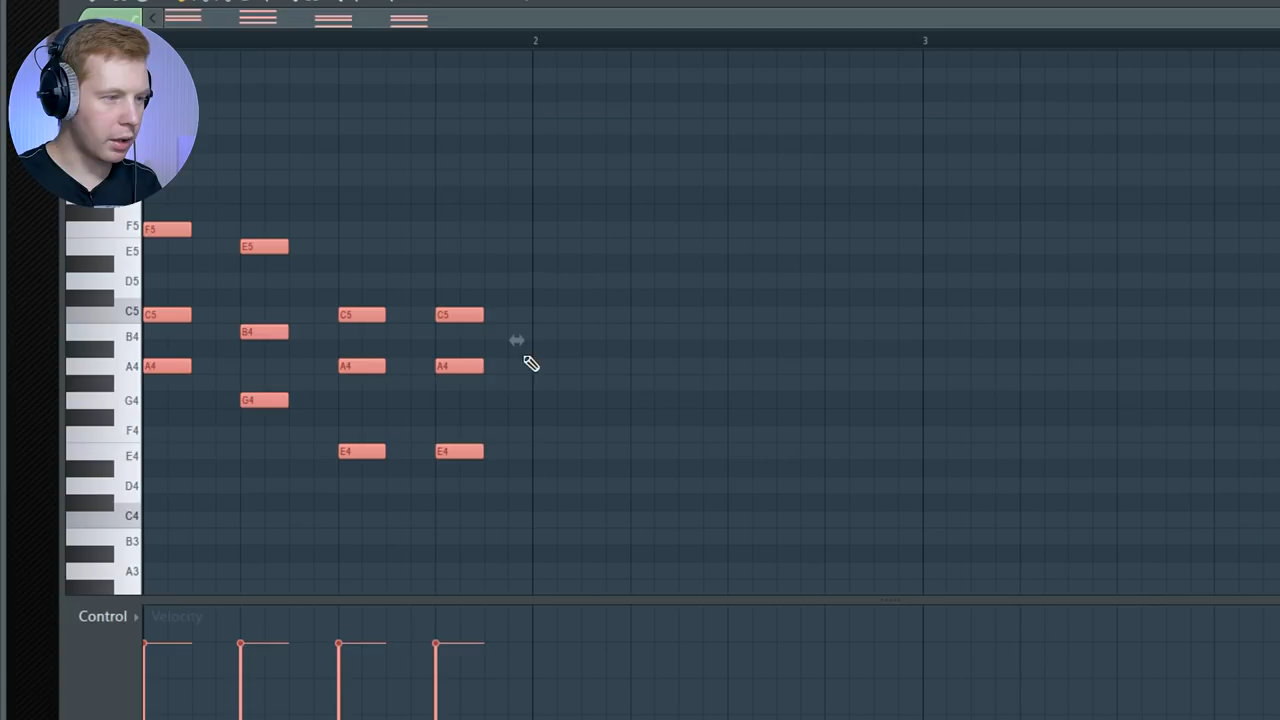 2 3
F5 F5
E5 E5
D5
C5 C5 C5 C5
B4 B4
A4 A4 A4 A4
G4 G4
F4
E4 E4 E4
D4
C4
B3
A3
Control Velocity